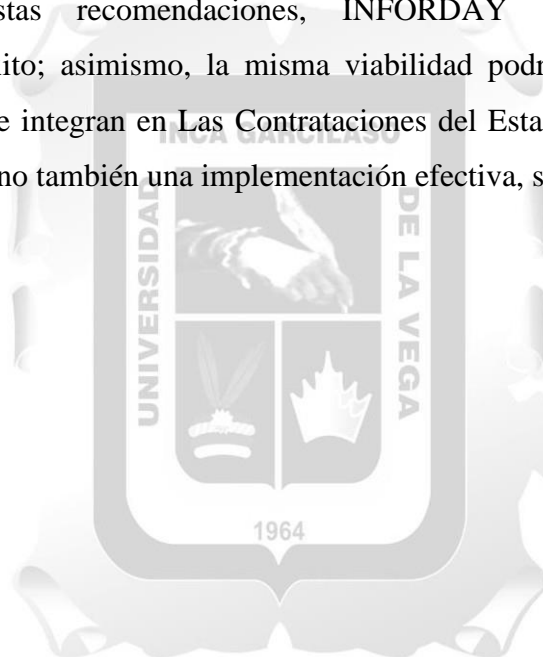 stas recomendaciones, INFORDAY
ito; asimismo, la misma viabilidad podr
e integran en Las Contrataciones del Esta
no también una implementación efectiva, s
INCA GARCILASO
UNIVERSIDAD
DE LA VEGA
1964